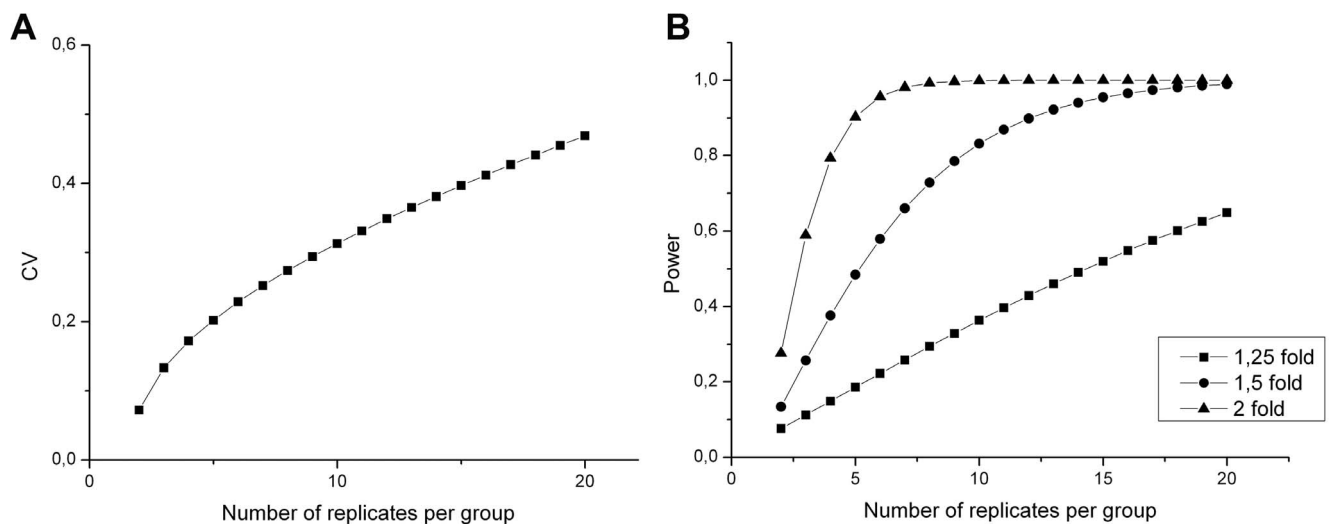 A
0,6
0,4
0,2
0,0
CV
0
10
20
Number of replicates per group
B
1,0
0,8
0,6
0,4
0,2
0,0
Power
0
5
10
15
20
Number of replicates per group
1,25 fold
1,5 fold
2 fold